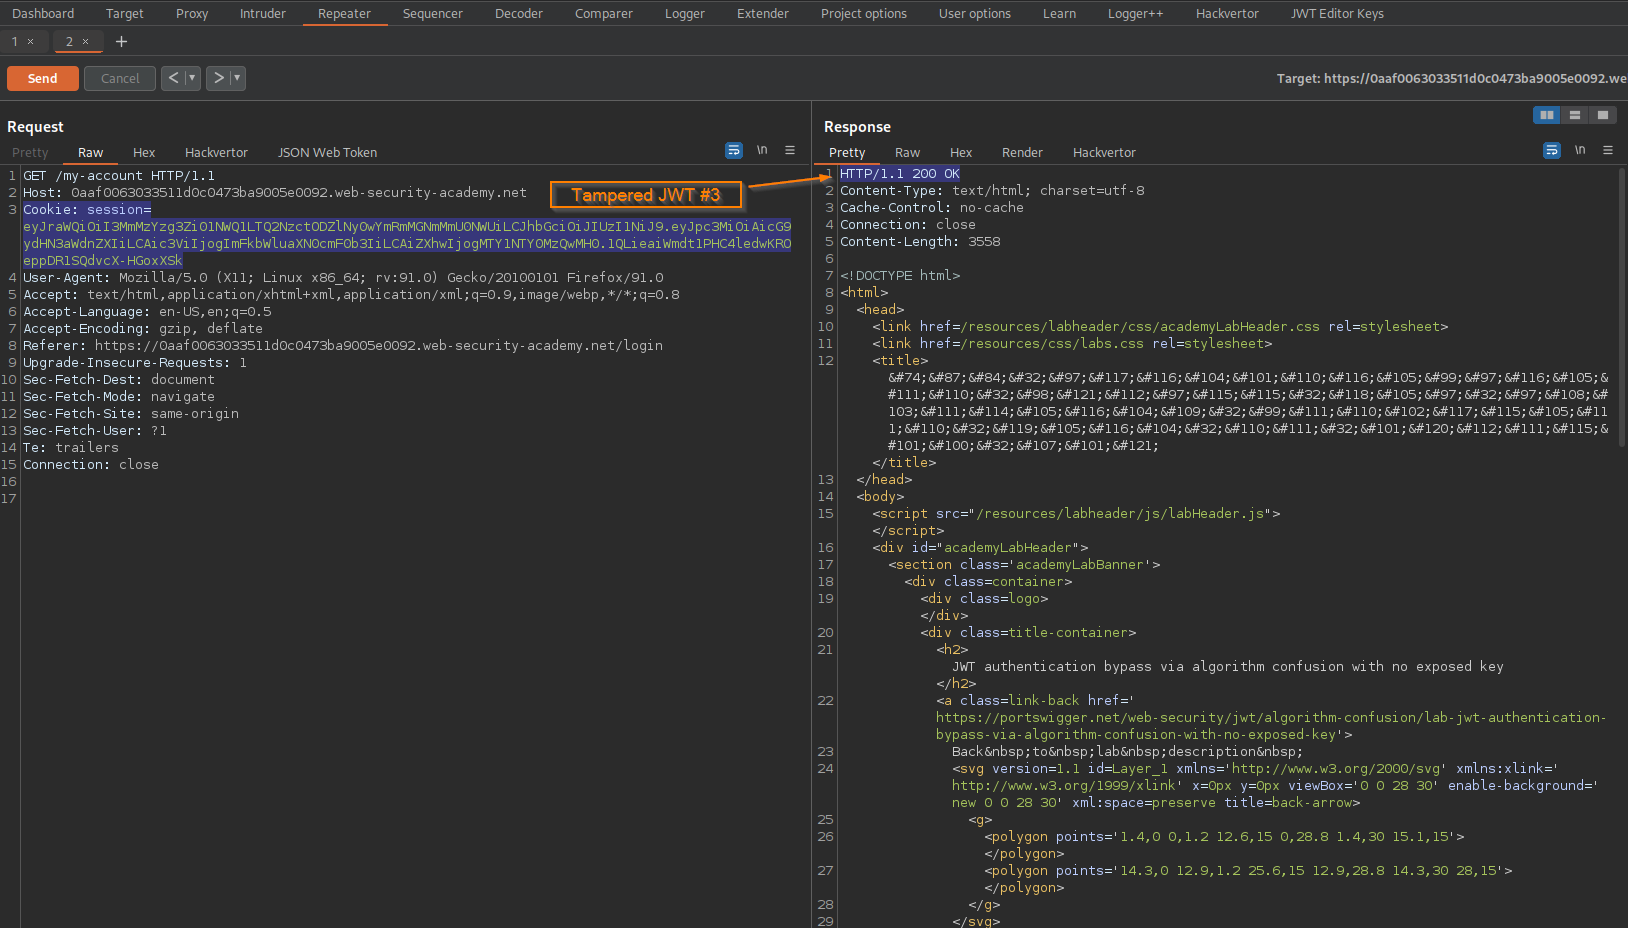 Dashboard Target Proxy Intruder Repeater Sequencer Decoder Comparer Logger Extender Project options User options Learn Logger++ Hackvertor JWT Editor Keys
1 × 2 × +
Send Cancel < > Target: https://0aaf0063033511d0c0473ba9005e0092.we
Request
Pretty Raw Hex Hackvertor JSON Web Token \n
1 GET /my-account HTTP/1.1
2 Host: 0aaf0063033511d0c0473ba9005e0092.web-security-academy.net
3 Cookie: session=
4 User-Agent: Mozilla/5.0 (X11; Linux x86_64; rv:91.0) Gecko/20100101 Firefox/91.0
5 Accept: text/html,application/xhtml+xml,application/xml;q=0.9,image/webp,*/*;q=0.8
6 Accept-Language: en-US,en;q=0.5
7 Accept-Encoding: gzip, deflate
8 Referer: https://0aaf0063033511d0c0473ba9005e0092.web-security-academy.net/login
9 Upgrade-Insecure-Requests: 1
10 Sec-Fetch-Dest: document
11 Sec-Fetch-Mode: navigate
12 Sec-Fetch-Site: same-origin
13 Sec-Fetch-User: ?1
14 Te: trailers
15 Connection: close
16
17
Tampered JWT #3
Response
Pretty Raw Hex Render Hackvertor \n
1 HTTP/1.1 200 OK
2 Content-Type: text/html; charset=utf-8
3 Cache-Control: no-cache
4 Connection: close
5 Content-Length: 3558
6
7 <!DOCTYPE html>
8 <html>
9 <head>
10 <link href=/resources/labheader/css/academyLabHeader.css rel=stylesheet>
11 <link href=/resources/css/labs.css rel=stylesheet>
12 <title>
&#74;&#87;&#84;&#32;&#97;&#117;&#116;&#104;&#101;&#110;&#116;&#105;&#99;&#97;&#116;&#105;&
#111;&#110;&#32;&#98;&#121;&#112;&#97;&#115;&#115;&#32;&#118;&#105;&#97;&#32;&#97;&#108;&#
103;&#111;&#114;&#105;&#116;&#104;&#109;&#32;&#99;&#111;&#110;&#102;&#117;&#115;&#105;&#11
1;&#110;&#32;&#119;&#105;&#116;&#104;&#32;&#110;&#111;&#32;&#101;&#120;&#112;&#111;&#115;&
#101;&#100;&#32;&#107;&#101;&#121;
</title>
13 </head>
14 <body>
15 <script src="/resources/labheader/js/labHeader.js">
</script>
16 <div id="academyLabHeader">
17 <section class='academyLabBanner'>
18 <div class=container>
19 <div class=logo>
</div>
20 <div class=title-container>
21 <h2>
JWT authentication bypass via algorithm confusion with no exposed key
</h2>
22 <a class=link-back href='
https://portswigger.net/web-security/jwt/algorithm-confusion/lab-jwt-authentication-
bypass-via-algorithm-confusion-with-no-exposed-key'>
23 Back&nbsp;to&nbsp;lab&nbsp;description&nbsp;
24 <svg version=1.1 id=Layer_1 xmlns='http://www.w3.org/2000/svg' xmlns:xlink='
http://www.w3.org/1999/xlink' x=0px y=0px viewBox='0 0 28 30' enable-background='
new 0 0 28 30' xml:space=preserve title=back-arrow>
25 <g>
26 <polygon points='1.4,0 0,1.2 12.6,15 0,28.8 1.4,30 15.1,15'>
</polygon>
27 <polygon points='14.3,0 12.9,1.2 25.6,15 12.9,28.8 14.3,30 28,15'>
</polygon>
28 </g>
29 </svg>